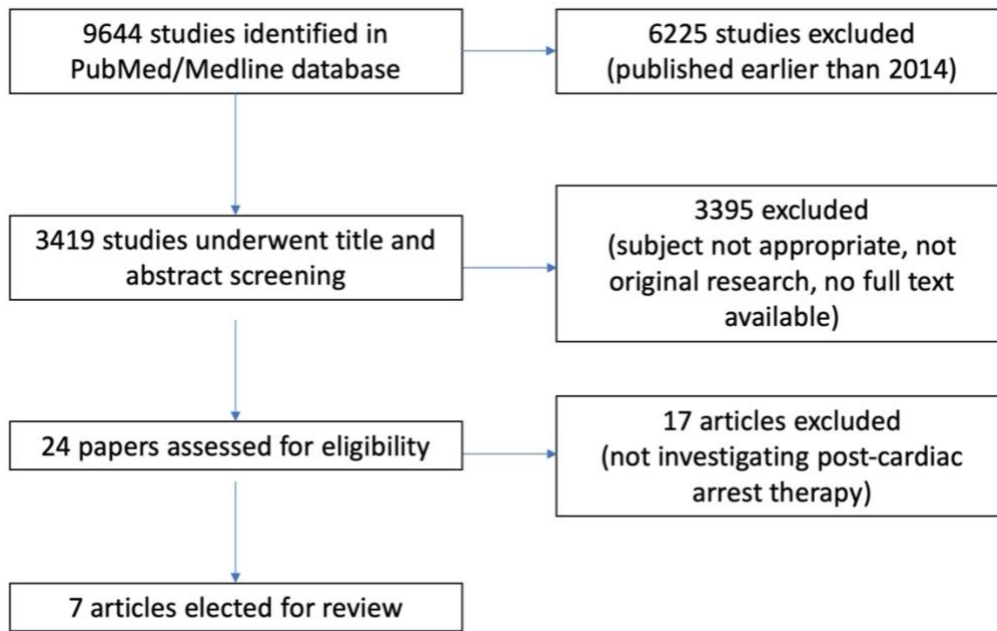 9644 studies identified in
PubMed/Medline database
6225 studies excluded
(published earlier than 2014)
3419 studies underwent title and
abstract screening
3395 excluded
(subject not appropriate, not
original research, no full text
available)
24 papers assessed for eligibility
17 articles excluded
(not investigating post-cardiac
arrest therapy)
7 articles elected for review